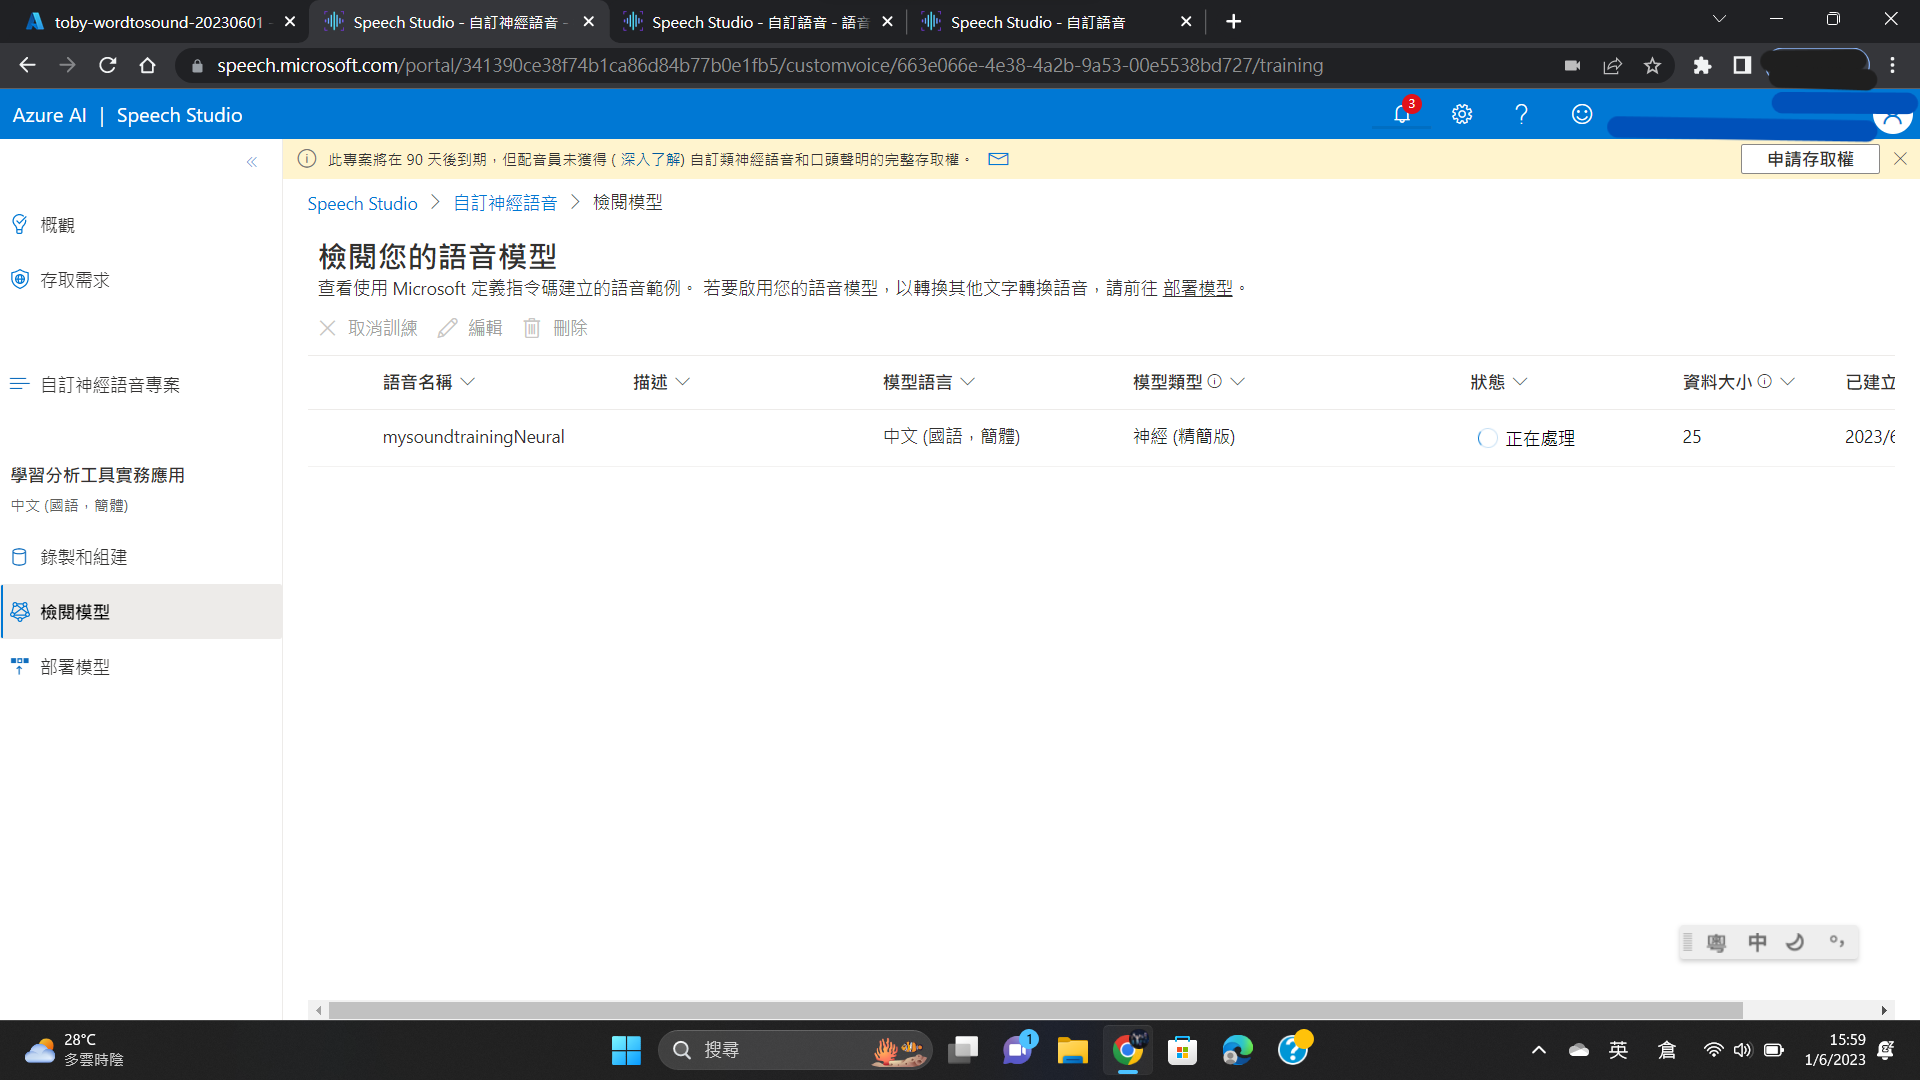 toby-wordtosound-20230601 -
Speech Studio - 自訂神經語音 -
Speech Studio - 自訂語音 - 語音
Speech Studio - 自訂語音
speech.microsoft.com/portal/341390ce38f74b1ca86d84b77b0e1fb5/customvoice/663e066e-4e38-4a2b-9a53-00e5538bd727/training
Azure AI | Speech Studio
3
此專案將在 90 天後到期，但配音員未獲得 ( 深入了解) 自訂類神經語音和口頭聲明的完整存取權。
申請存取權
Speech Studio > 自訂神經語音 > 檢閱模型
概觀
存取需求
自訂神經語音專案
學習分析工具實務應用
中文 (國語，簡體)
錄製和組建
檢閱模型
部署模型
檢閱您的語音模型
查看使用 Microsoft 定義指令碼建立的語音範例。 若要啟用您的語音模型，以轉換其他文字轉換語音，請前往 部署模型。
取消訓練 編輯 刪除
語音名稱 描述 模型語言 模型類型 狀態 資料大小 已建立
mysoundtrainingNeural 中文 (國語，簡體) 神經 (精簡版) 正在處理 25 2023/6
粵 中
28°C
多雲時陰
搜尋
1
英 倉
15:59
1/6/2023